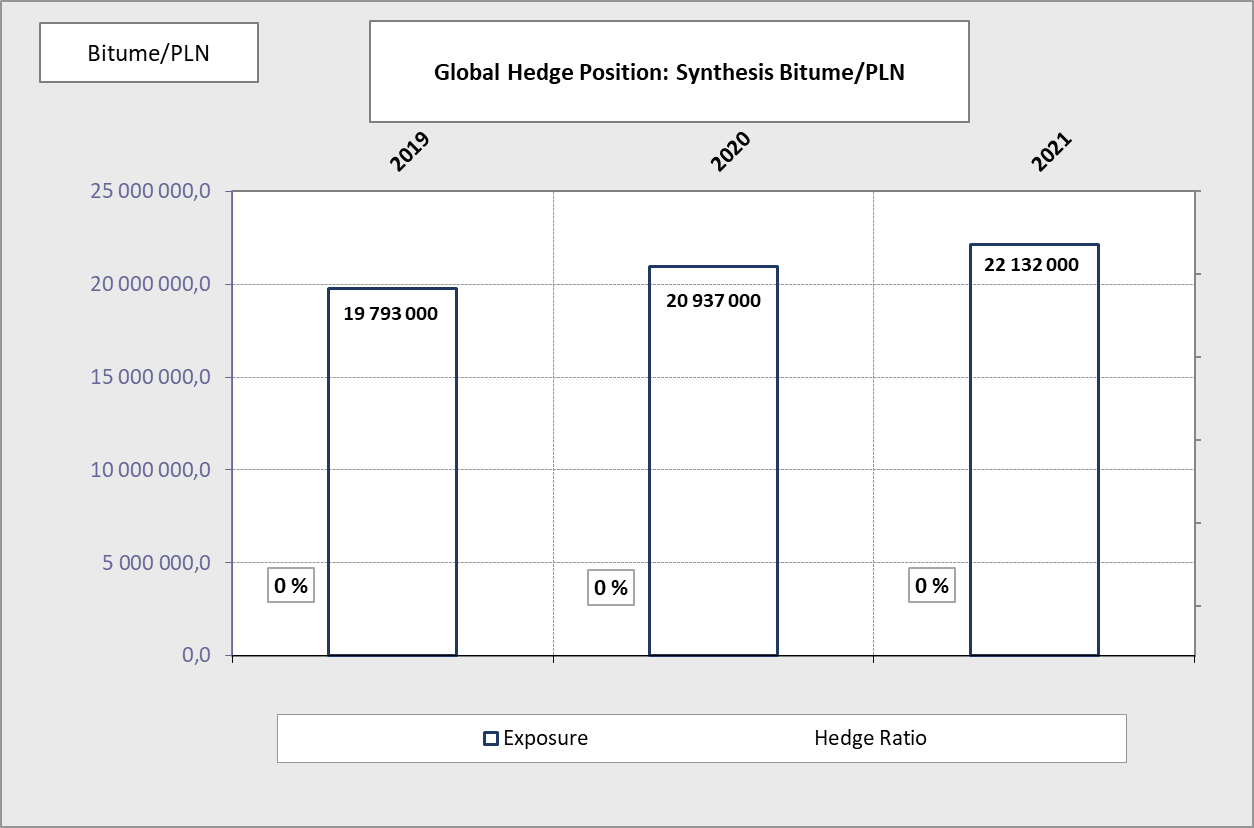 Bitume/PLN
Global Hedge Position: Synthesis Bitume/PLN
2019 2020 2021
25 000 000,0
22 132 000
20 000 000,0
20 937 000
19 793 000
15 000 000,0
10 000 000,0
5 000 000,0
0 % 0 % 0 %
0,0
Exposure Hedge Ratio